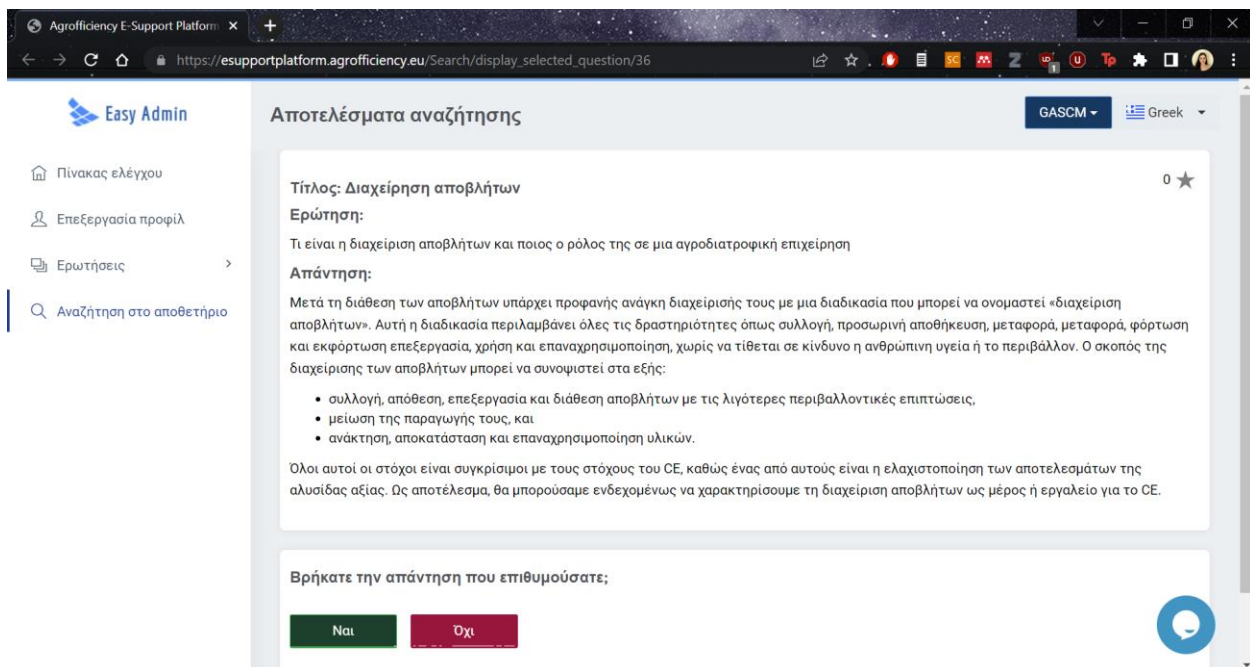 Agrofficiency E-Support Platform
https://esupportplatform.agrofficiency.eu/Search/display_selected_question/36
Easy Admin
Αποτελέσματα αναζήτησης
GASCM
Greek
Πίνακας ελέγχου
Επεξεργασία προφίλ
Ερωτήσεις
Αναζήτηση στο αποθετήριο
Τίτλος: Διαχείρηση αποβλήτων
0
Ερώτηση:
Τι είναι η διαχείριση αποβλήτων και ποιος ο ρόλος της σε μια αγροδιατροφική επιχείρηση
Απάντηση:
Μετά τη διάθεση των αποβλήτων υπάρχει προφανής ανάγκη διαχείρισής τους με μια διαδικασία που μπορεί να ονομαστεί «διαχείριση
αποβλήτων». Αυτή η διαδικασία περιλαμβάνει όλες τις δραστηριότητες όπως συλλογή, προσωρινή αποθήκευση, μεταφορά, μεταφορά, φόρτωση
και εκφόρτωση επεξεργασία, χρήση και επαναχρησιμοποίηση, χωρίς να τίθεται σε κίνδυνο η ανθρώπινη υγεία ή το περιβάλλον. Ο σκοπός της
διαχείρισης των αποβλήτων μπορεί να συνοψιστεί στα εξής:
• συλλογή, απόθεση, επεξεργασία και διάθεση αποβλήτων με τις λιγότερες περιβαλλοντικές επιπτώσεις,
• μείωση της παραγωγής τους, και
• ανάκτηση, αποκατάσταση και επαναχρησιμοποίηση υλικών.
Όλοι αυτοί οι στόχοι είναι συγκρίσιμοι με τους στόχους του CE, καθώς ένας από αυτούς είναι η ελαχιστοποίηση των αποτελεσμάτων της
αλυσίδας αξίας. Ως αποτέλεσμα, θα μπορούσαμε ενδεχομένως να χαρακτηρίσουμε τη διαχείριση αποβλήτων ως μέρος ή εργαλείο για το CE.
Βρήκατε την απάντηση που επιθυμούσατε;
Ναι
Όχι